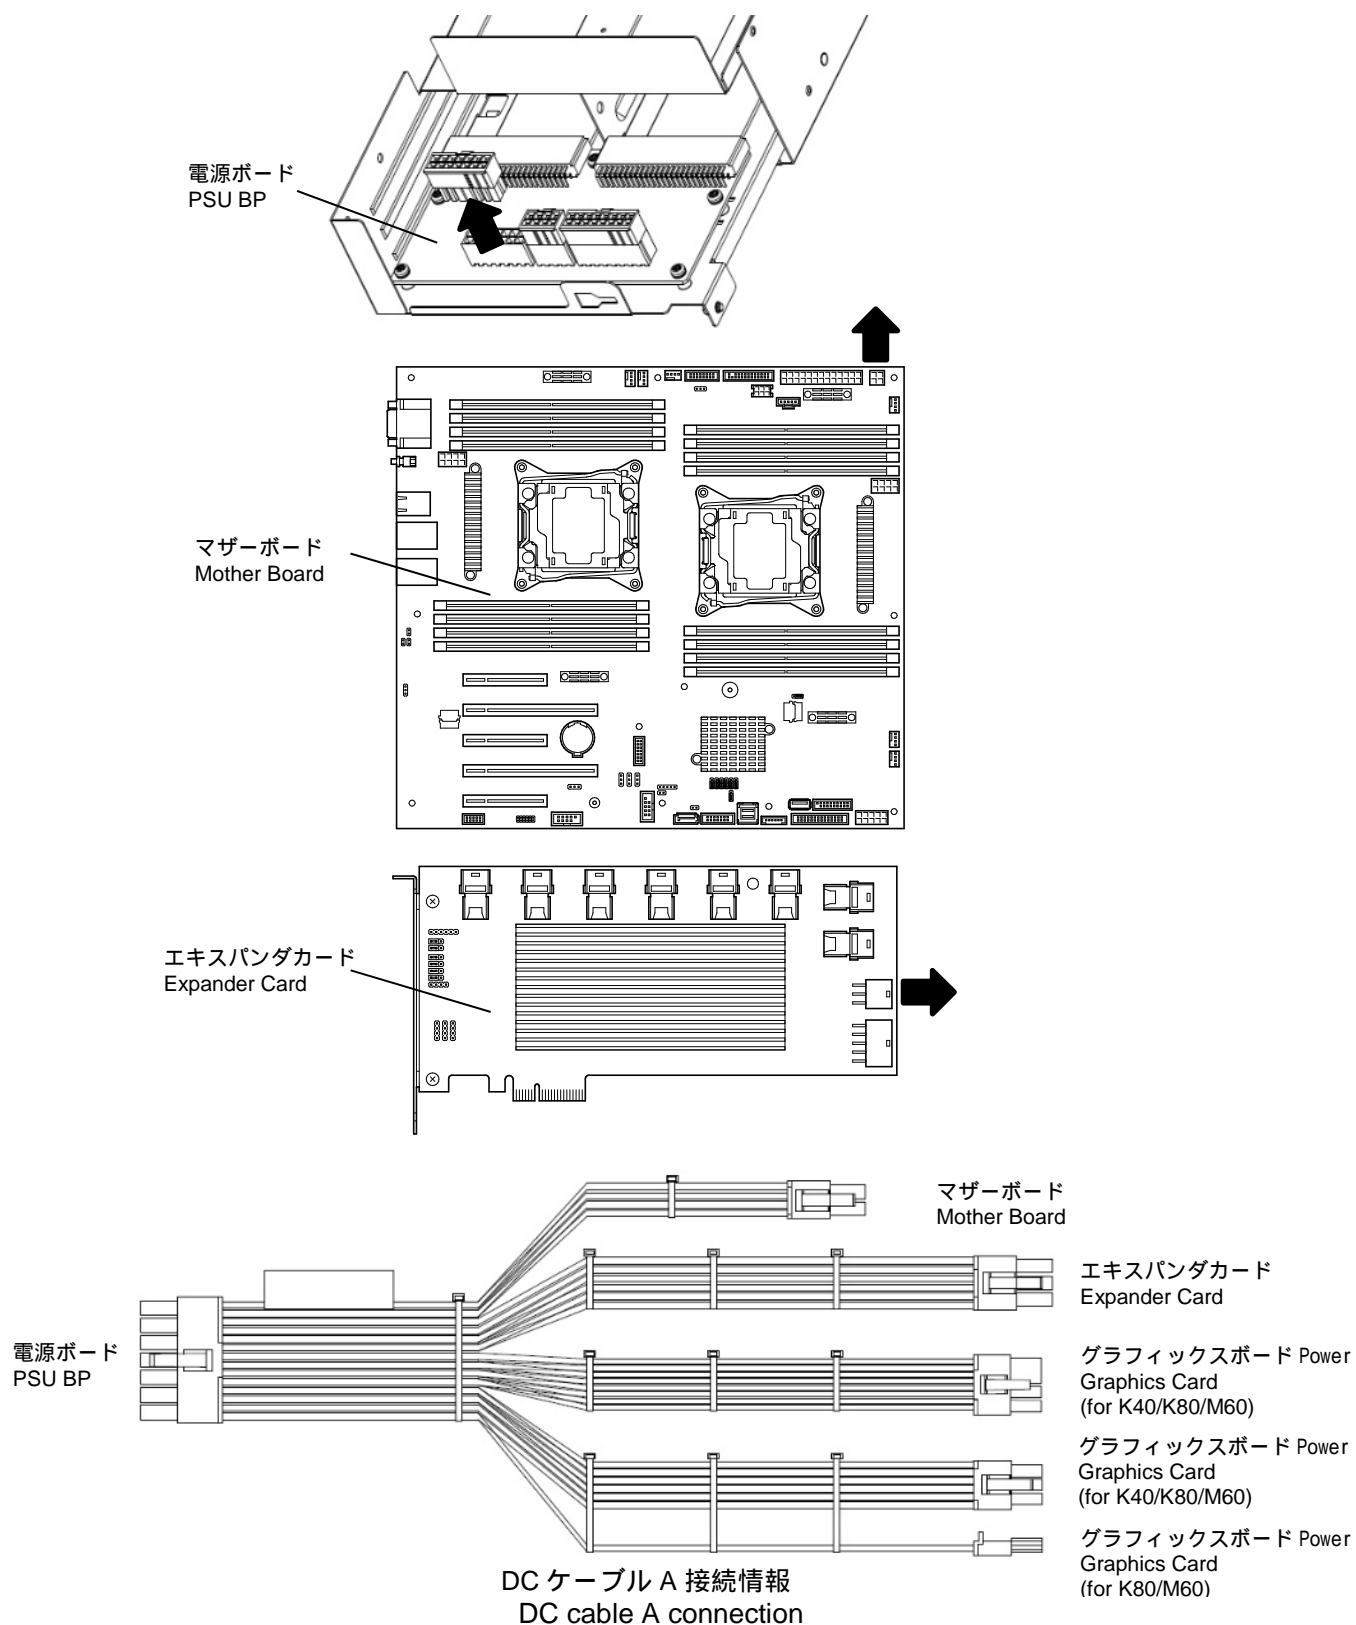 電源ボード
PSU BP
マザーボード
Mother Board
エキスパンダカード
Expander Card
マザーボード
Mother Board
エキスパンダカード
Expander Card
電源ボード
PSU BP
グラフィックスボード Power
Graphics Card
(for K40/K80/M60)
グラフィックスボード Power
Graphics Card
(for K40/K80/M60)
グラフィックスボード Power
Graphics Card
(for K80/M60)
DC ケーブル A 接続情報
DC cable A connection